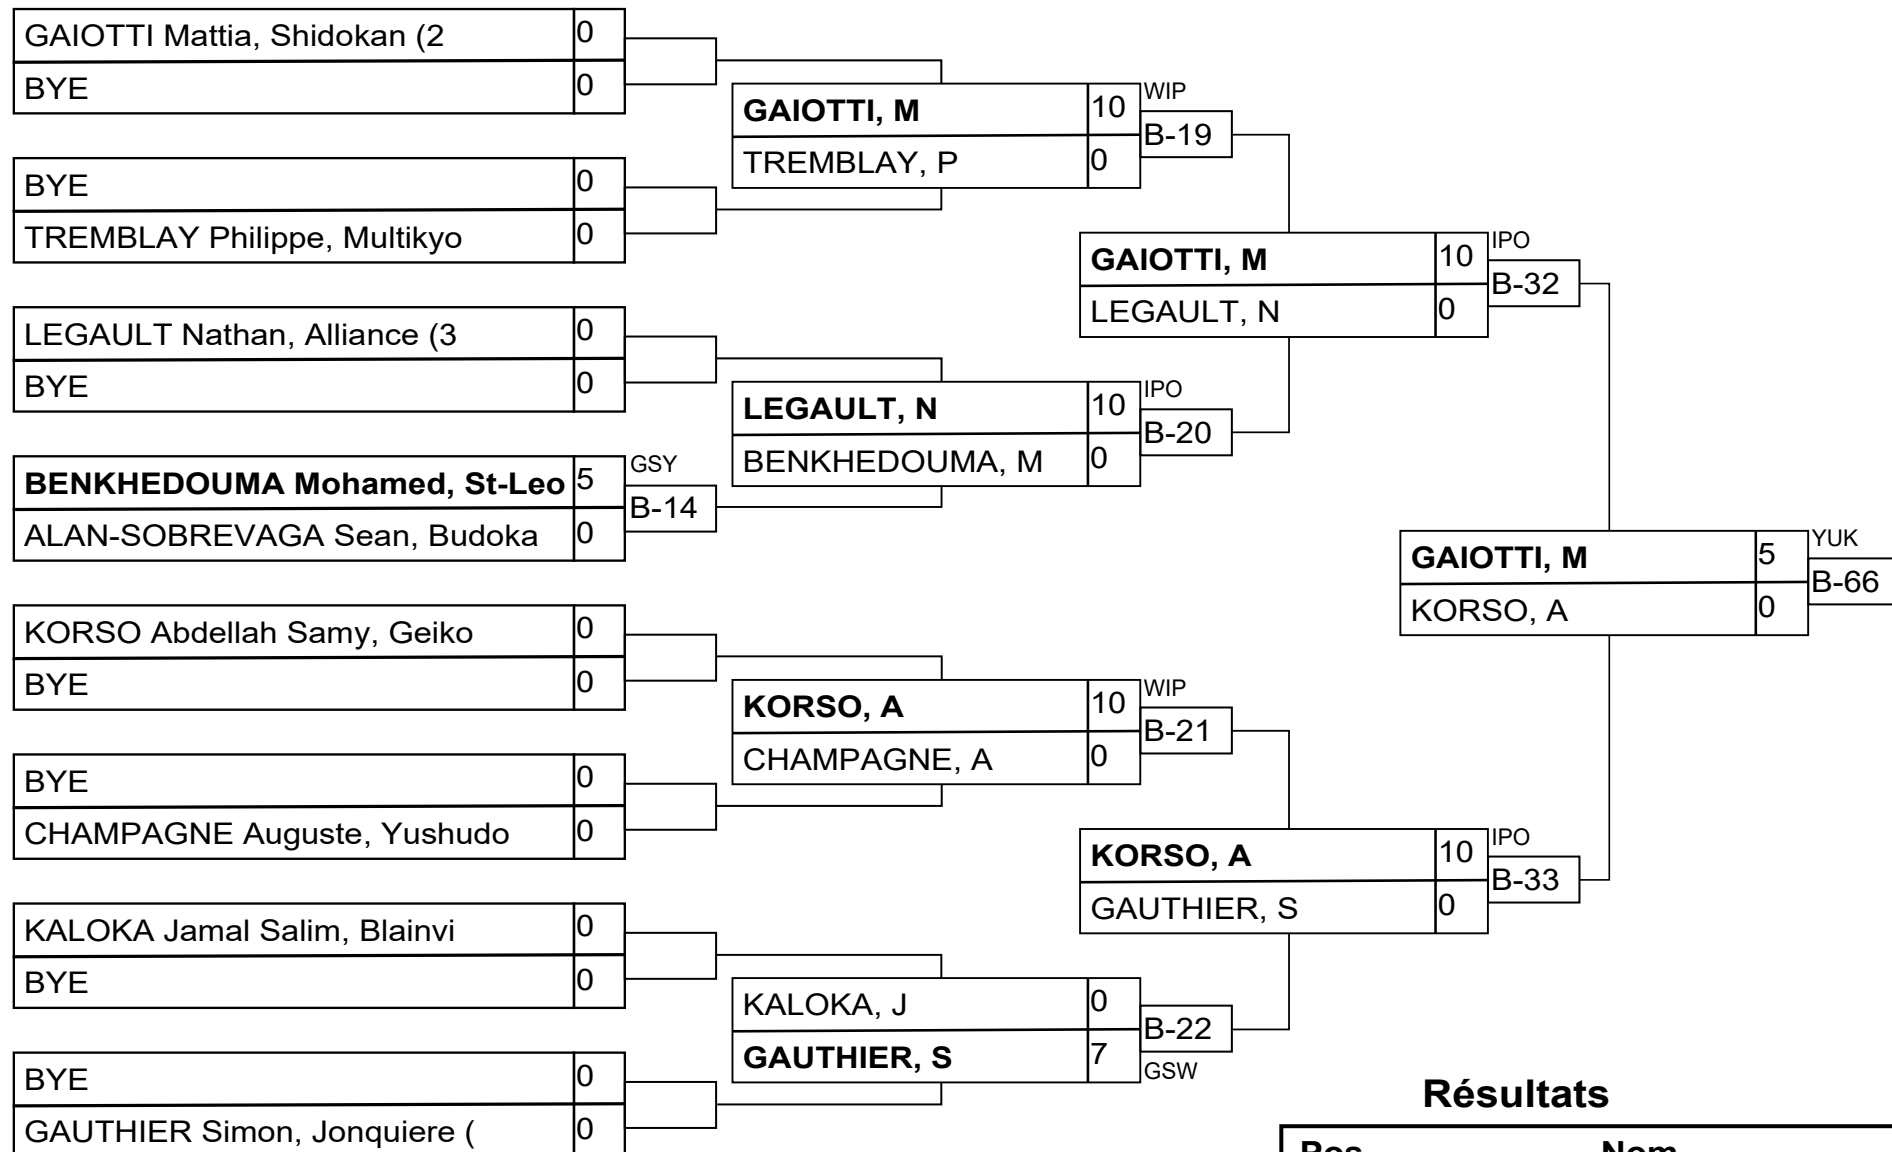 GAIOTTI Mattia, Shidokan (2 0
BYE 0
BYE 0
TREMBLAY Philippe, Multikyo 0
LEGAULT Nathan, Alliance (3 0
BYE 0
BENKHEDOUMA Mohamed, St-Leo 5 GSY
B-14
ALAN-SOBREVAGA Sean, Budoka 0
KORSO Abdellah Samy, Geiko 0
BYE 0
BYE 0
CHAMPAGNE Auguste, Yushudo 0
KALOKA Jamal Salim, Blainvi 0
BYE 0
BYE 0
GAUTHIER Simon, Jonquiere ( 0
GAIOTTI, M 10 WIP
B-19
TREMBLAY, P 0
LEGAULT, N 10 IPO
B-20
BENKHEDOUMA, M 0
KORSO, A 10 WIP
B-21
CHAMPAGNE, A 0
KALOKA, J 0
B-22
GAUTHIER, S 7 GSW
GAIOTTI, M 10 IPO
B-32
LEGAULT, N 0
KORSO, A 10 IPO
B-33
GAUTHIER, S 0
GAIOTTI, M 5 YUK
B-66
KORSO, A 0
Résultats
Pos Nom